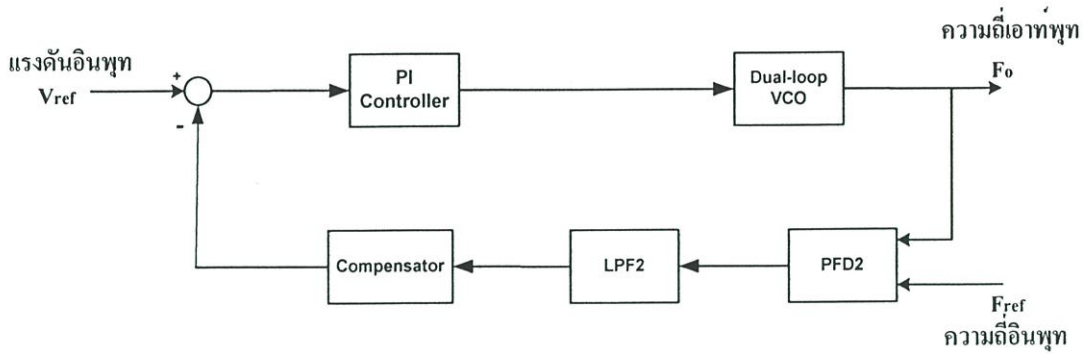 ความถี่เอาท์พุท
แรงดันอินพุท
Fo
Vref
+
-
PI
Controller
Dual-loop
VCO
Compensator
LPF2
PFD2
Fref
ความถี่อินพุท